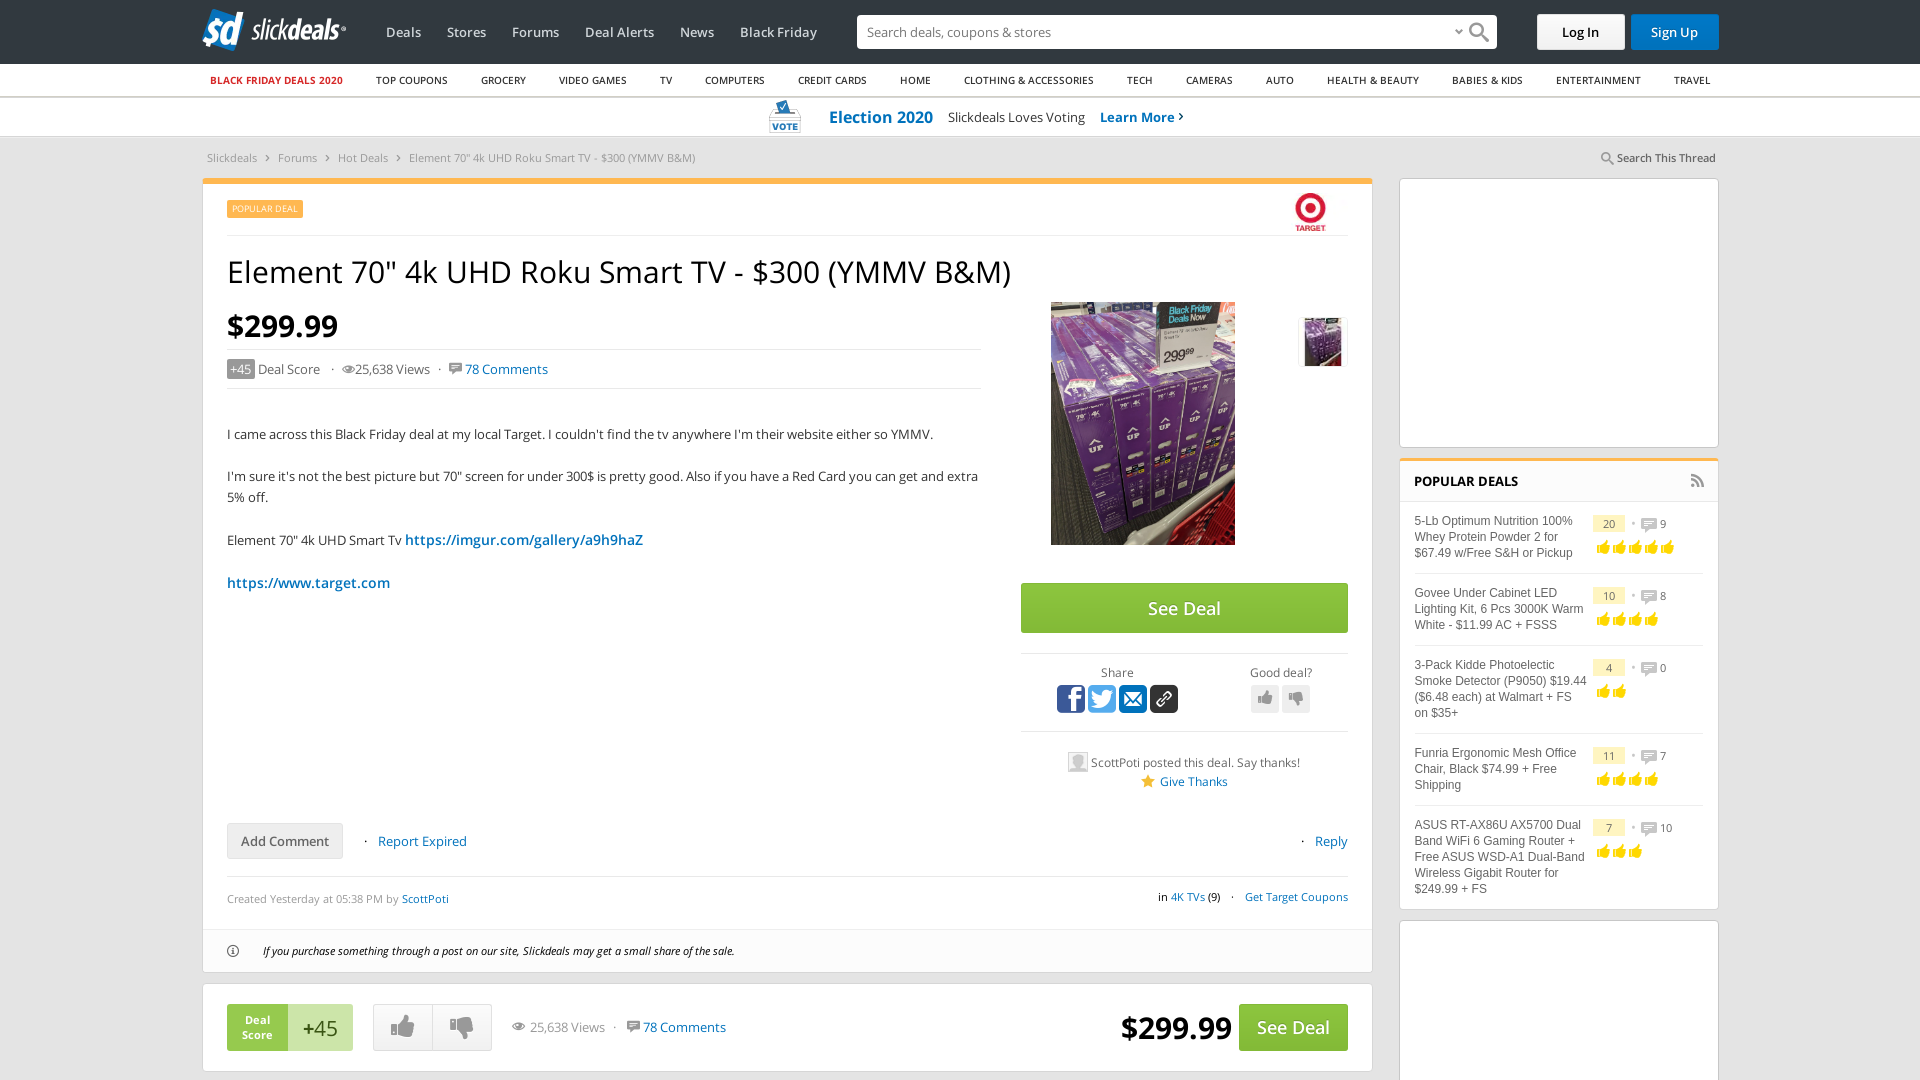 slickdeals
Deals
Stores
Forums
Deal Alerts
News
Black Friday
Search deals, coupons & stores
Log In
Sign Up
BLACK FRIDAY DEALS 2020
TOP COUPONS
GROCERY
VIDEO GAMES
TV
COMPUTERS
CREDIT CARDS
HOME
CLOTHING & ACCESSORIES
TECH
CAMERAS
AUTO
HEALTH & BEAUTY
BABIES & KIDS
ENTERTAINMENT
TRAVEL
VOTE
Election 2020
Slickdeals Loves Voting
Learn More
Slickdeals › Forums › Hot Deals › Element 70" 4k UHD Roku Smart TV - $300 (YMMV B&M)
Search This Thread
POPULAR DEAL
TARGET
Element 70" 4k UHD Roku Smart TV - $300 (YMMV B&M)
$299.99
+45 Deal Score · 25,638 Views · 78 Comments
I came across this Black Friday deal at my local Target. I couldn't find the tv anywhere I'm their website either so YMMV.
I'm sure it's not the best picture but 70" screen for under 300$ is pretty good. Also if you have a Red Card you can get and extra
5% off.
Element 70" 4k UHD Smart Tv https://imgur.com/gallery/a9h9haZ
https://www.target.com
Black Friday
Deals Now
299.99
UP
UP
UP
UP
UP
See Deal
Share
Good deal?
ScottPoti posted this deal. Say thanks!
Give Thanks
Add Comment
· Report Expired
· Reply
Created Yesterday at 05:38 PM by ScottPoti
in 4K TVs (9) · Get Target Coupons
If you purchase something through a post on our site, Slickdeals may get a small share of the sale.
Deal
Score
+45
25,638 Views · 78 Comments
$299.99
See Deal
POPULAR DEALS
5-Lb Optimum Nutrition 100%
Whey Protein Powder 2 for
$67.49 w/Free S&H or Pickup
20 • 9
Govee Under Cabinet LED
Lighting Kit, 6 Pcs 3000K Warm
White - $11.99 AC + FSSS
10 • 8
3-Pack Kidde Photoelectic
Smoke Detector (P9050) $19.44
($6.48 each) at Walmart + FS
on $35+
4 • 0
Funria Ergonomic Mesh Office
Chair, Black $74.99 + Free
Shipping
11 • 7
ASUS RT-AX86U AX5700 Dual
Band WiFi 6 Gaming Router +
Free ASUS WSD-A1 Dual-Band
Wireless Gigabit Router for
$249.99 + FS
7 • 10